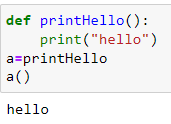 def printHello():
    print("hello")
a=printHello
a()
hello